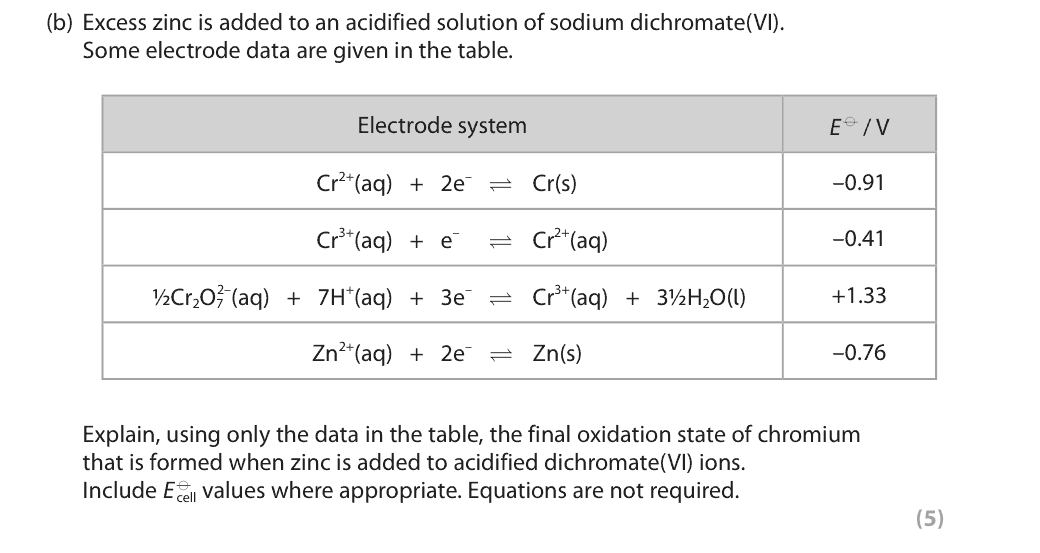 (b) Excess zinc is added to an acidified solution of sodium dichromate(VI).
Some electrode data are given in the table.
Electrode system E⦵ / V
Cr²⁺(aq) + 2e⁻ ⇌ Cr(s) –0.91
Cr³⁺(aq) + e⁻ ⇌ Cr²⁺(aq) –0.41
½Cr₂O₇²⁻(aq) + 7H⁺(aq) + 3e⁻ ⇌ Cr³⁺(aq) + 3½H₂O(l) +1.33
Zn²⁺(aq) + 2e⁻ ⇌ Zn(s) –0.76
Explain, using only the data in the table, the final oxidation state of chromium
that is formed when zinc is added to acidified dichromate(VI) ions.
Include E⦵cell values where appropriate. Equations are not required.
(5)